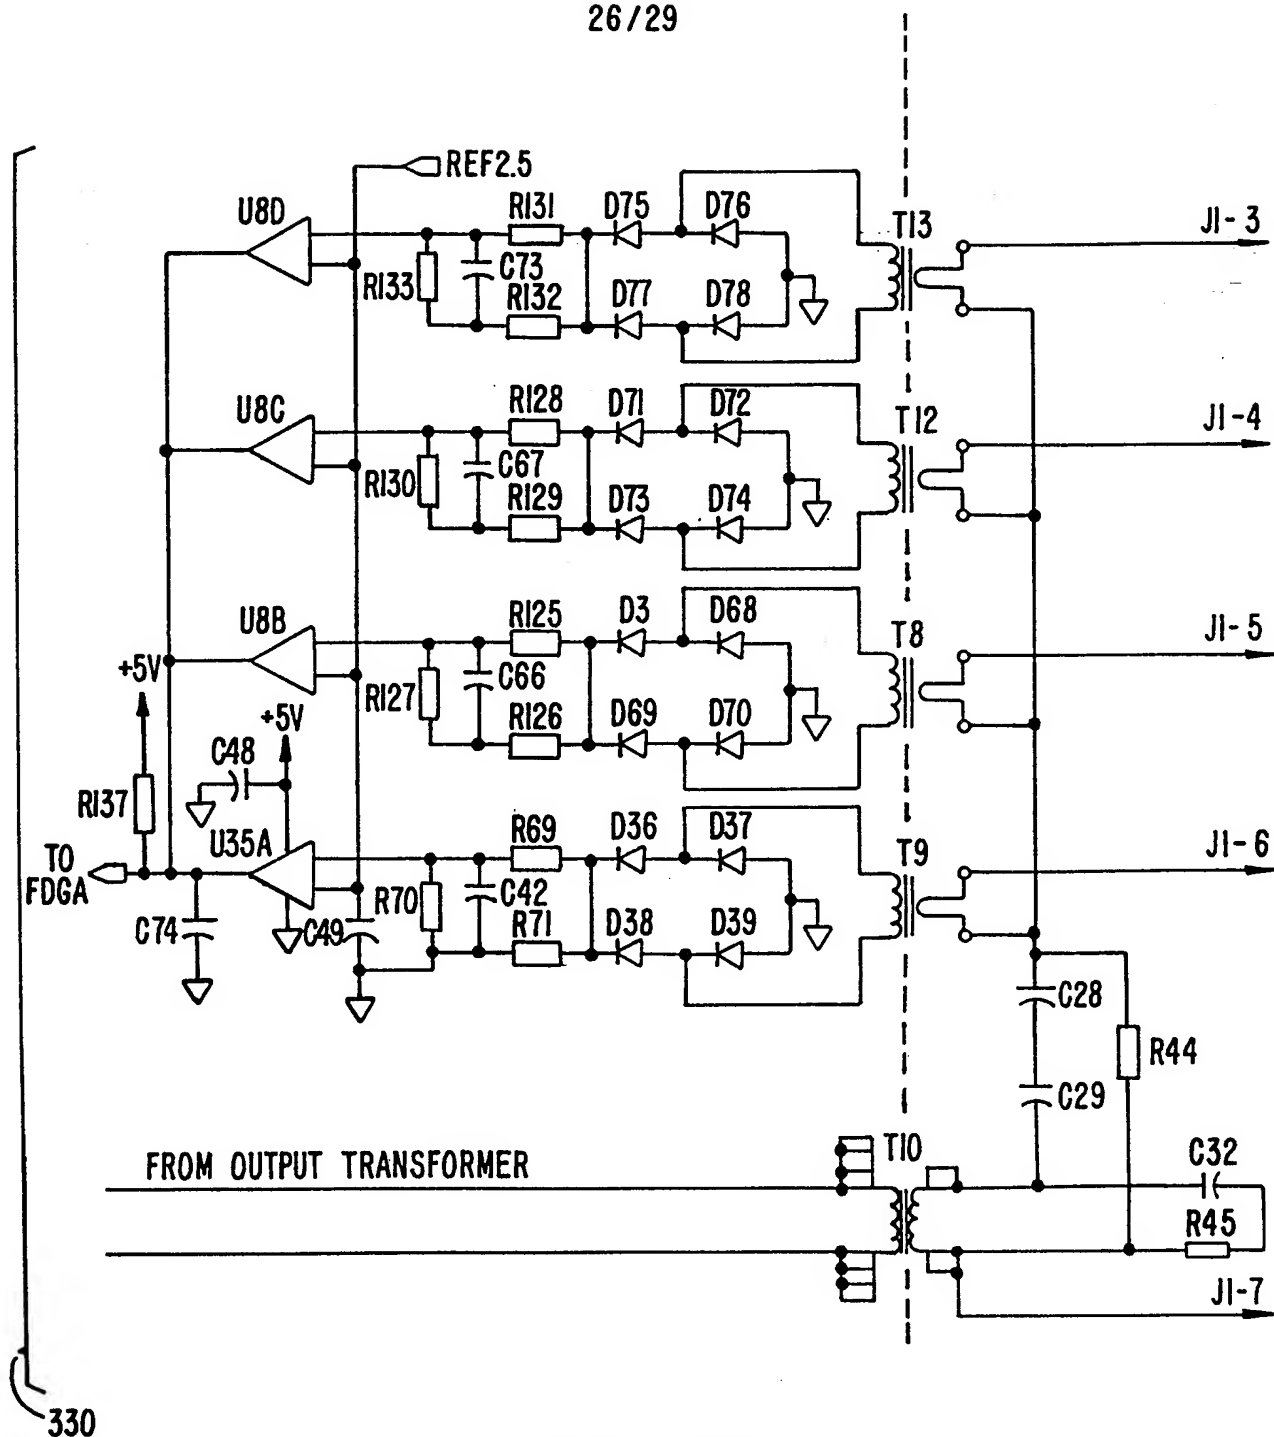 26/29
REF2.5
U8D
R131
D75
D76
T13
J1-3
R133
C73
R132
D77
D78
U8C
R128
D71
D72
T12
J1-4
R130
C67
R129
D73
D74
U8B
R125
D3
D68
T8
J1-5
+5V
R127
C66
R126
D69
D70
+5V
C48
R137
U35A
R69
D36
D37
T9
J1-6
TO
FDGA
C74
C49
R70
C42
R71
D38
D39
C28
R44
C29
FROM OUTPUT TRANSFORMER
T10
C32
R45
J1-7
330